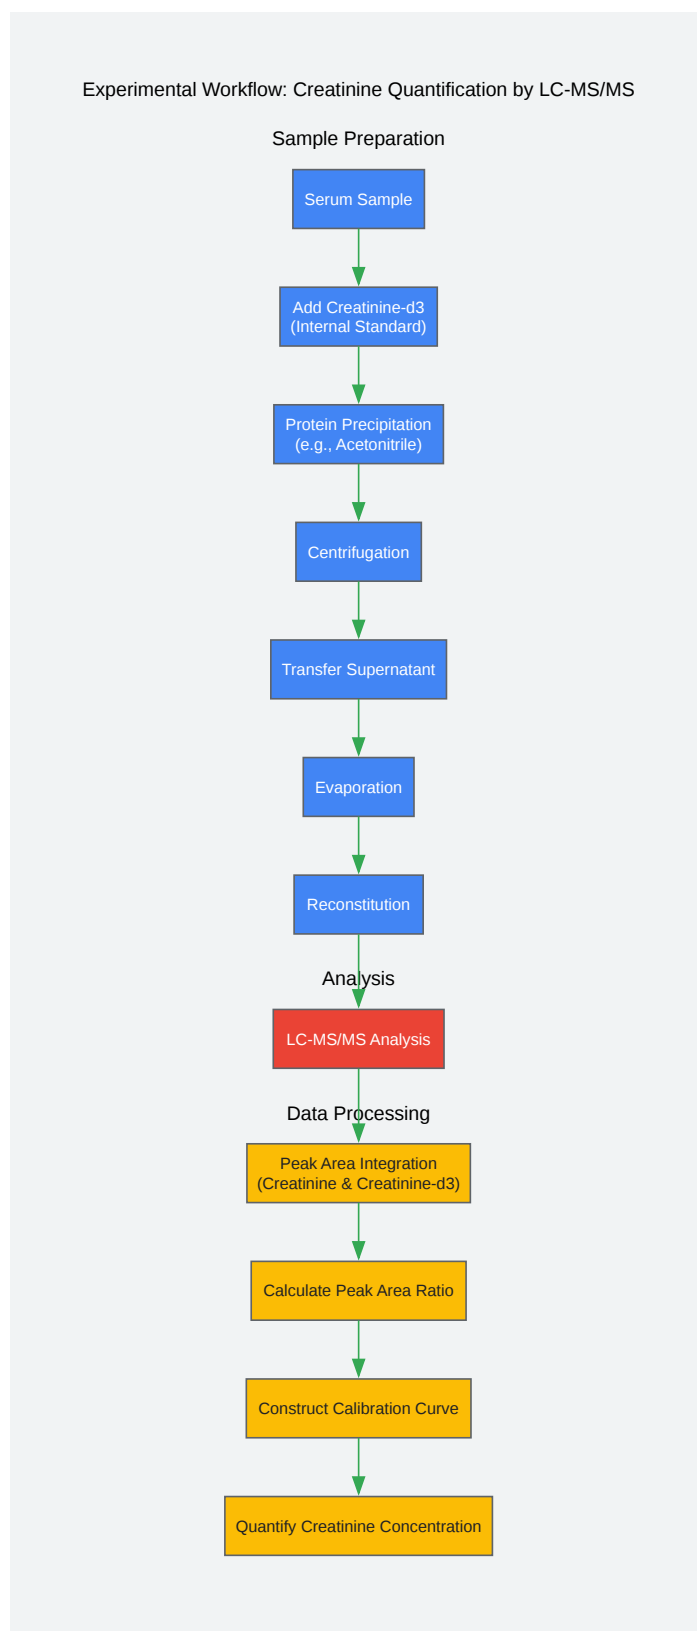 Experimental Workflow: Creatinine Quantification by LC-MS/MS
Sample Preparation
Serum Sample
Add Creatinine-d3
(Internal Standard)
Protein Precipitation
(e.g., Acetonitrile)
Centrifugation
Transfer Supernatant
Evaporation
Reconstitution
Analysis
LC-MS/MS Analysis
Data Processing
Peak Area Integration
(Creatinine & Creatinine-d3)
Calculate Peak Area Ratio
Construct Calibration Curve
Quantify Creatinine Concentration